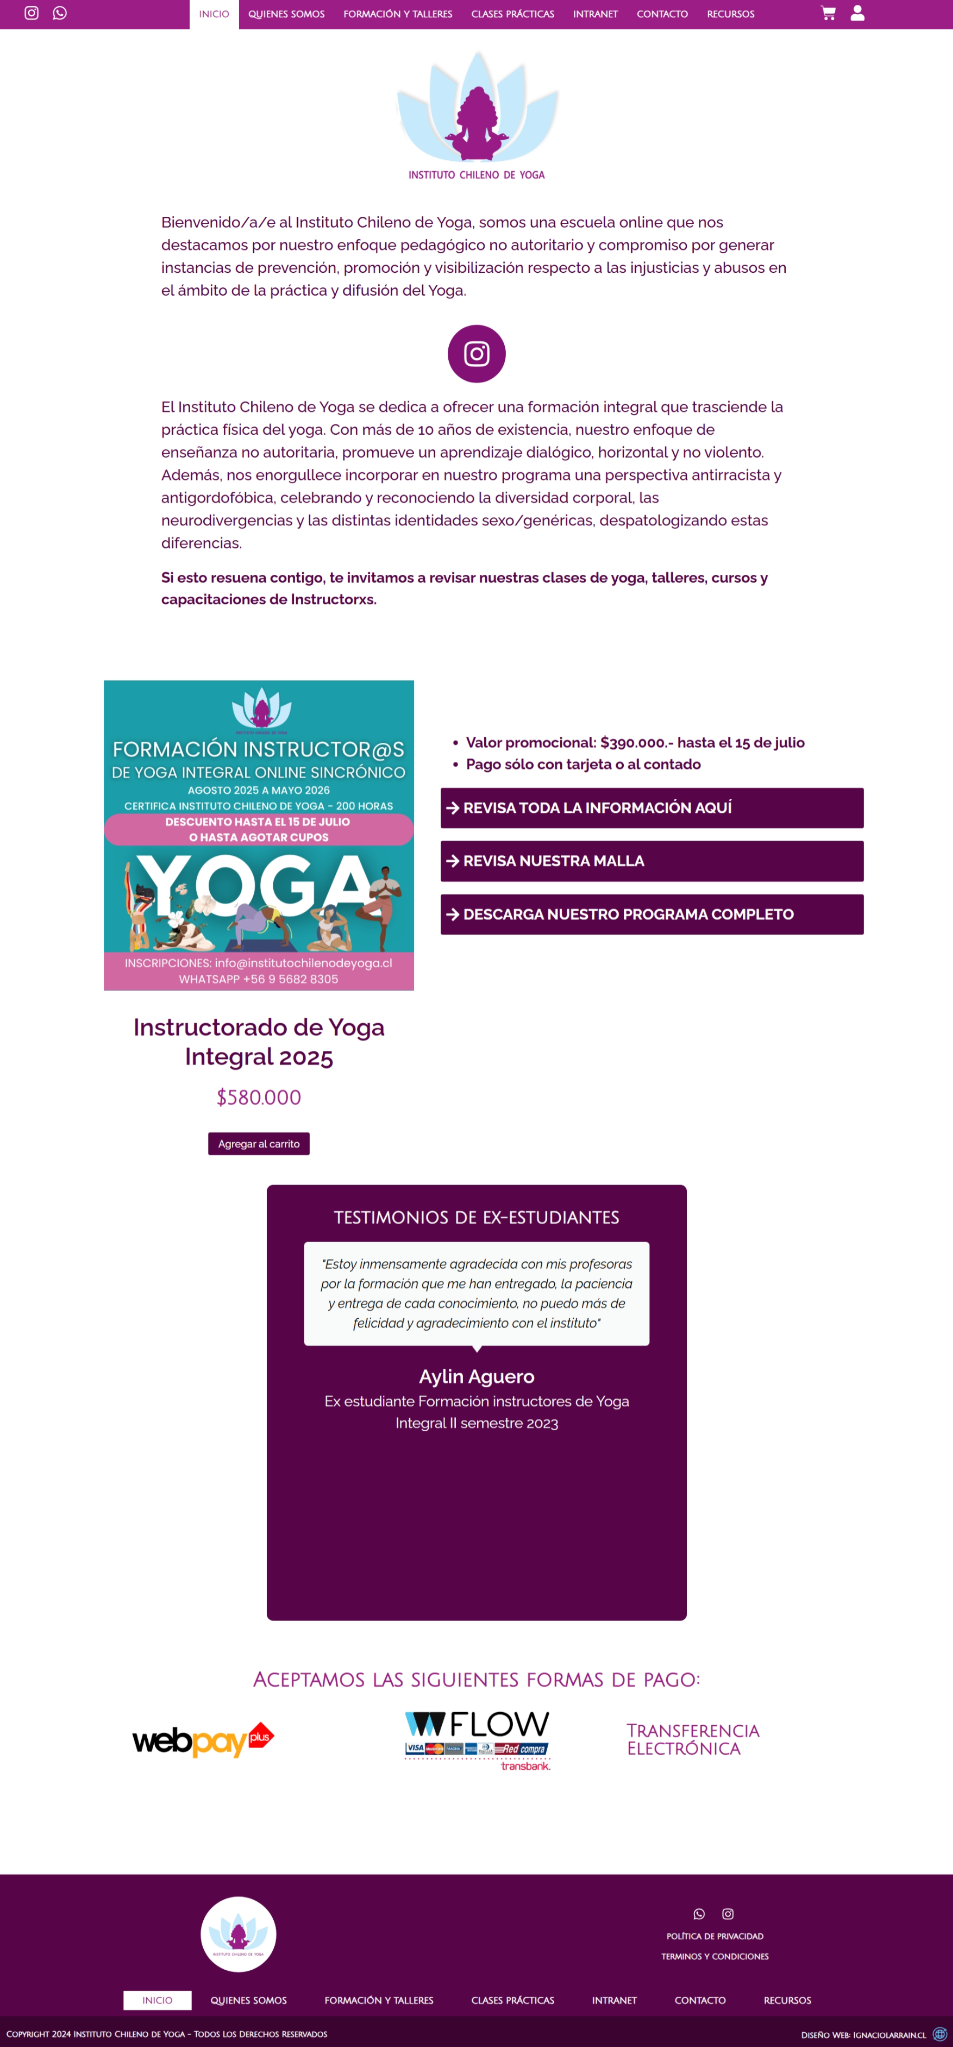 INICIO QUIENES SOMOS FORMACIÓN Y TALLERES CLASES PRÁCTICAS INTRANET CONTACTO RECURSOS
INSTITUTO CHILENO DE YOGA
Bienvenido/a/e al Instituto Chileno de Yoga, somos una escuela online que nos
destacamos por nuestro enfoque pedagógico no autoritario y compromiso por generar
instancias de prevención, promoción y visibilización respecto a las injusticias y abusos en
el ámbito de la práctica y difusión del Yoga.
El Instituto Chileno de Yoga se dedica a ofrecer una formación integral que trasciende la
práctica física del yoga. Con más de 10 años de existencia, nuestro enfoque de
enseñanza no autoritaria, promueve un aprendizaje dialógico, horizontal y no violento.
Además, nos enorgullece incorporar en nuestro programa una perspectiva antirracista y
antigordofóbica, celebrando y reconociendo la diversidad corporal, las
neurodivergencias y las distintas identidades sexo/genéricas, despatologizando estas
diferencias.
Si esto resuena contigo, te invitamos a revisar nuestras clases de yoga, talleres, cursos y
capacitaciones de Instructorxs.
INSTITUTO CHILENO DE YOGA
FORMACIÓN INSTRUCTOR@S
DE YOGA INTEGRAL ONLINE SINCRÓNICO
AGOSTO 2025 A MAYO 2026
CERTIFICA INSTITUTO CHILENO DE YOGA - 200 HORAS
DESCUENTO HASTA EL 15 DE JULIO
O HASTA AGOTAR CUPOS
YOGA
INSCRIPCIONES: info@institutochilenodeyoga.cl
WHATSAPP +56 9 5682 8305
• Valor promocional: $390.000.- hasta el 15 de julio
• Pago sólo con tarjeta o al contado
REVISA TODA LA INFORMACIÓN AQUÍ
REVISA NUESTRA MALLA
DESCARGA NUESTRO PROGRAMA COMPLETO
Instructorado de Yoga
Integral 2025
$580.000
Agregar al carrito
TESTIMONIOS DE EX-ESTUDIANTES
"Estoy inmensamente agradecida con mis profesoras
por la formación que me han entregado, la paciencia
y entrega de cada conocimiento, no puedo más de
felicidad y agradecimiento con el instituto"
Aylin Aguero
Ex estudiante Formación instructores de Yoga
Integral II semestre 2023
Aceptamos las siguientes formas de pago:
webpay plus
FLOW
VISA Red compra
transbank.
Transferencia
Electrónica
INSTITUTO CHILENO DE YOGA
POLÍTICA DE PRIVACIDAD
TERMINOS Y CONDICIONES
INICIO QUIENES SOMOS FORMACIÓN Y TALLERES CLASES PRÁCTICAS INTRANET CONTACTO RECURSOS
Copyright 2024 Instituto Chileno de Yoga - Todos los Derechos Reservados
Diseño Web: Ignaciolarrain.cl